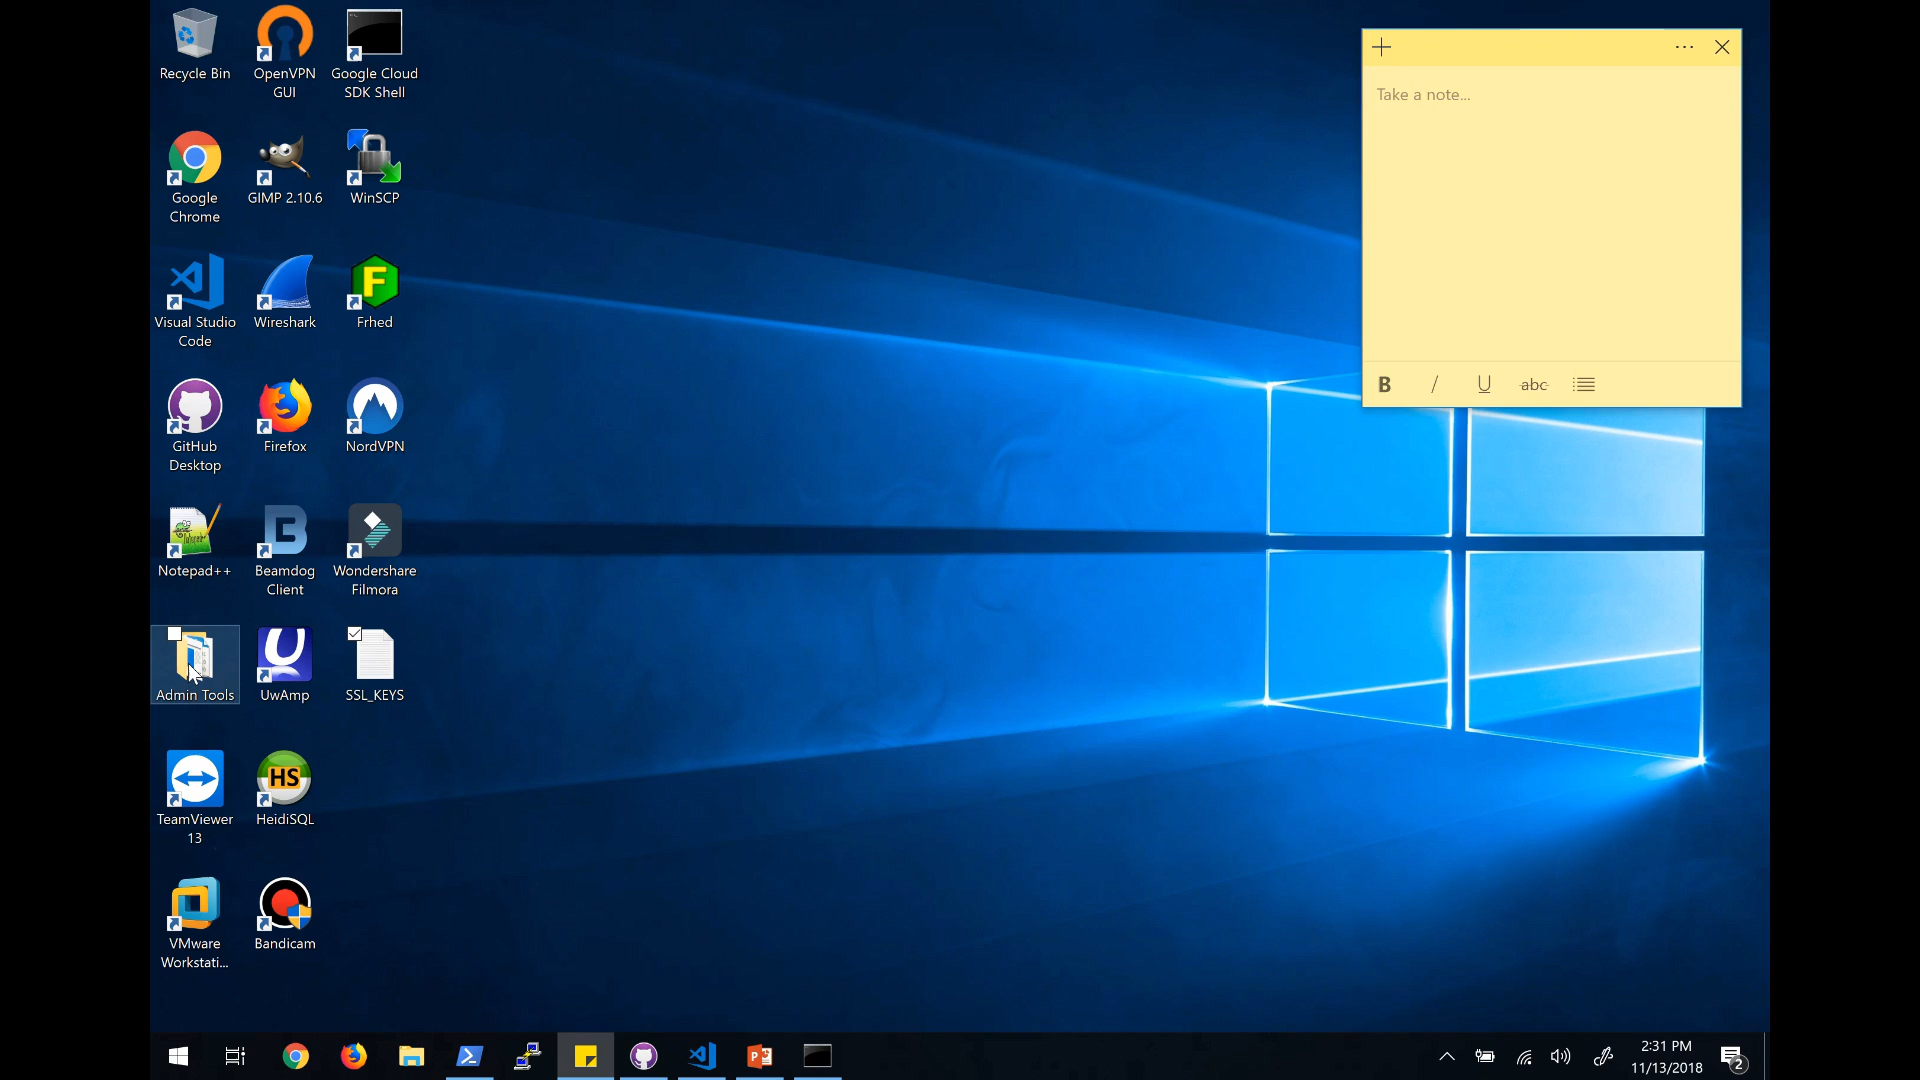 Recycle Bin
OpenVPN
GUI
Google Cloud
SDK Shell
Google
Chrome
GIMP 2.10.6
WinSCP
Visual Studio
Code
Wireshark
F
Frhed
GitHub
Desktop
Firefox
NordVPN
Notepad++
Beamdog
Client
Wondershare
Filmora
Admin Tools
UwAmp
SSL_KEYS
TeamViewer
13
HS
HeidiSQL
VMware
Workstati...
Bandicam
Take a note...
B / U abc
2:31 PM
11/13/2018
2